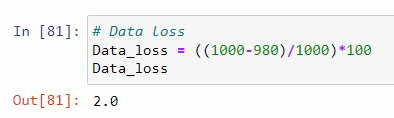 In [81]: # Data loss
Data_loss = ((1000-980)/1000)*100
Data_loss
Out[81]: 2.0